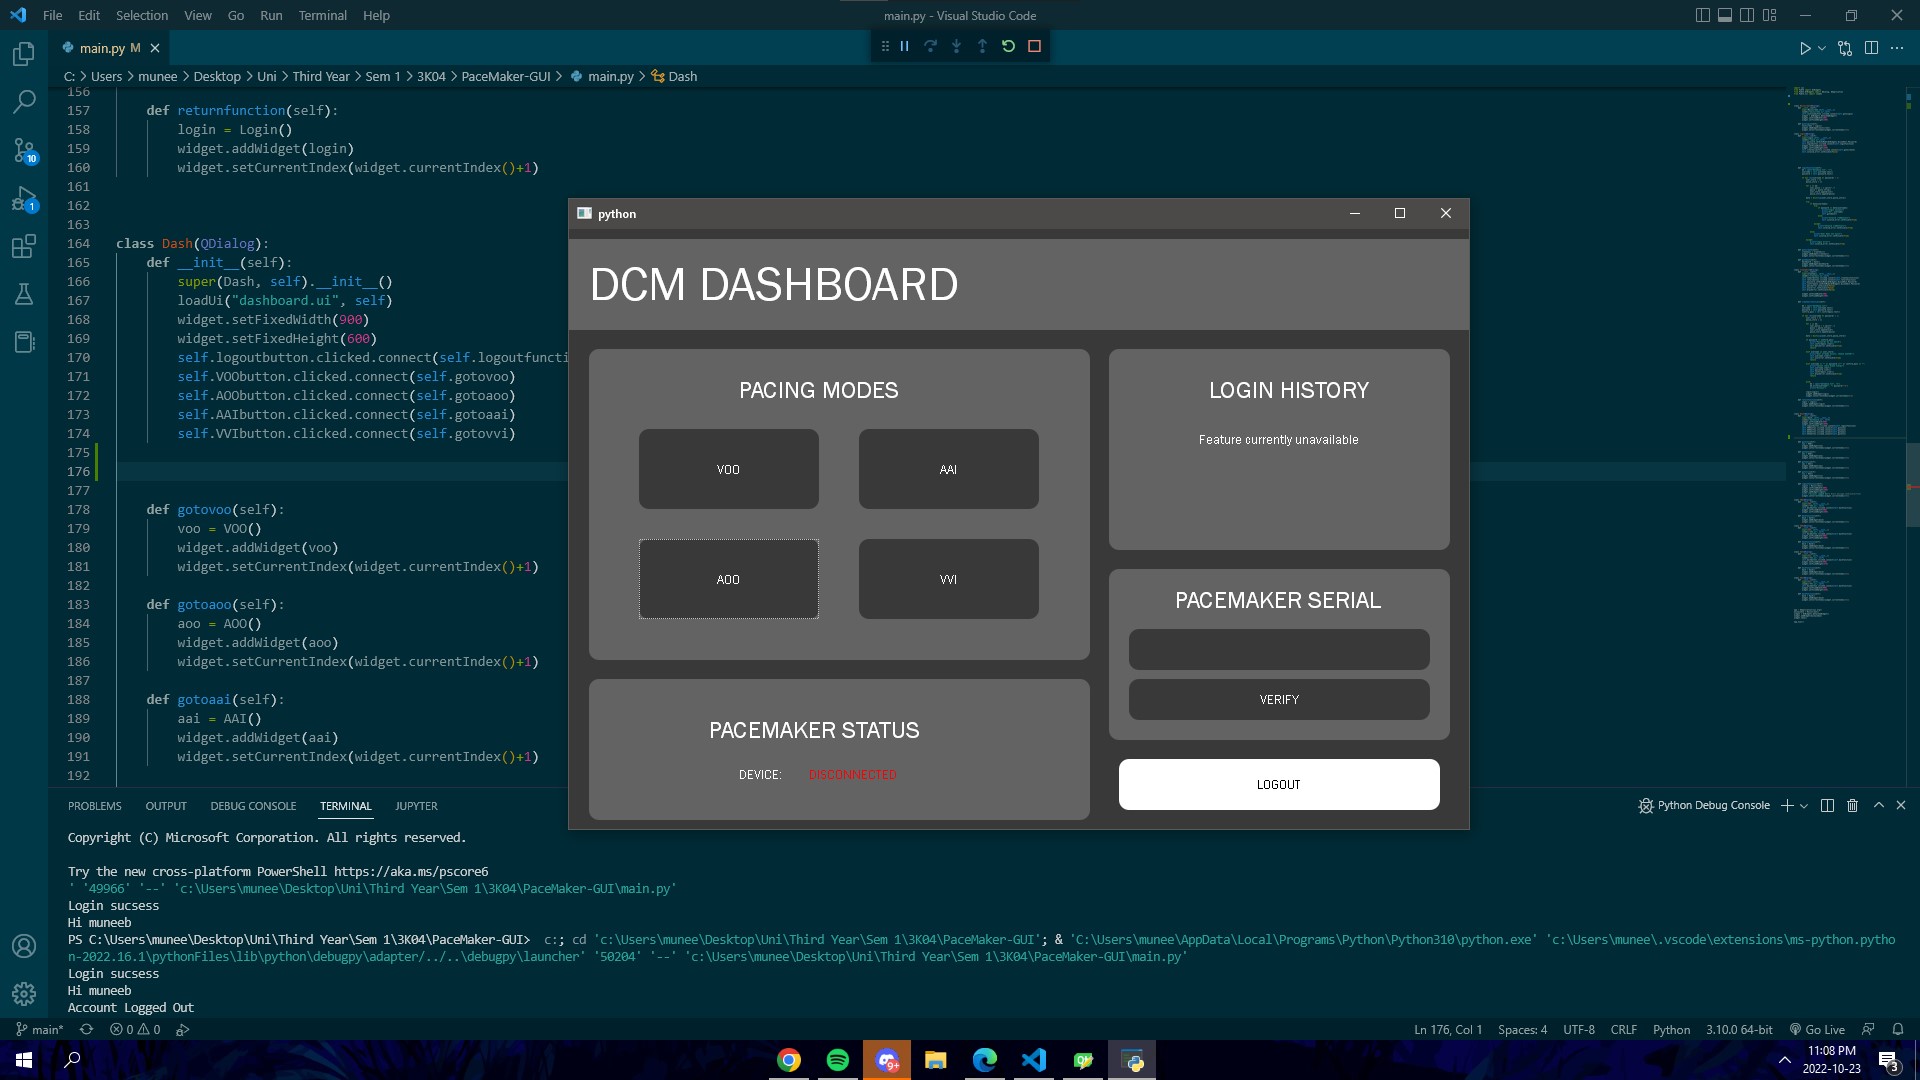 File Edit Selection View Go Run Terminal Help
main.py - Visual Studio Code
main.py M
C: > Users > munee > Desktop > Uni > Third Year > Sem 1 > 3K04 > PaceMaker-GUI > main.py > Dash
156
157 def returnfunction(self):
158 login = Login()
159 widget.addWidget(login)
160 widget.setCurrentIndex(widget.currentIndex()+1)
161
162
163
164 class Dash(QDialog):
165 def __init__(self):
166 super(Dash, self).__init__()
167 loadUi("dashboard.ui", self)
168 widget.setFixedWidth(900)
169 widget.setFixedHeight(600)
170 self.logoutbutton.clicked.connect(self.logoutfuncti
171 self.VOObutton.clicked.connect(self.gotovoo)
172 self.AOObutton.clicked.connect(self.gotoaoo)
173 self.AAIbutton.clicked.connect(self.gotoaai)
174 self.VVIbutton.clicked.connect(self.gotovvi)
175
176
177
178 def gotovoo(self):
179 voo = VOO()
180 widget.addWidget(voo)
181 widget.setCurrentIndex(widget.currentIndex()+1)
182
183 def gotoaoo(self):
184 aoo = AOO()
185 widget.addWidget(aoo)
186 widget.setCurrentIndex(widget.currentIndex()+1)
187
188 def gotoaai(self):
189 aai = AAI()
190 widget.addWidget(aai)
191 widget.setCurrentIndex(widget.currentIndex()+1)
192
python
DCM DASHBOARD
PACING MODES
VOO AAI
AOO VVI
PACEMAKER STATUS
DEVICE: DISCONNECTED
LOGIN HISTORY
Feature currently unavailable
PACEMAKER SERIAL
VERIFY
LOGOUT
PROBLEMS OUTPUT DEBUG CONSOLE TERMINAL JUPYTER
Python Debug Console
Copyright (C) Microsoft Corporation. All rights reserved.
Try the new cross-platform PowerShell https://aka.ms/pscore6
' '49966' '--' 'c:\Users\munee\Desktop\Uni\Third Year\Sem 1\3K04\PaceMaker-GUI\main.py'
Login sucsess
Hi muneeb
PS C:\Users\munee\Desktop\Uni\Third Year\Sem 1\3K04\PaceMaker-GUI> c:; cd 'c:\Users\munee\Desktop\Uni\Third Year\Sem 1\3K04\PaceMaker-GUI'; & 'C:\Users\munee\AppData\Local\Programs\Python\Python310\python.exe' 'c:\Users\munee\.vscode\extensions\ms-python.pytho
n-2022.16.1\pythonFiles\lib\python\debugpy\adapter/../..\debugpy\launcher' '50204' '--' 'c:\Users\munee\Desktop\Uni\Third Year\Sem 1\3K04\PaceMaker-GUI\main.py'
Login sucsess
Hi muneeb
Account Logged Out
main* 0 0
Ln 176, Col 1 Spaces: 4 UTF-8 CRLF Python 3.10.0 64-bit Go Live
10
1
9+
11:08 PM
2022-10-23
3